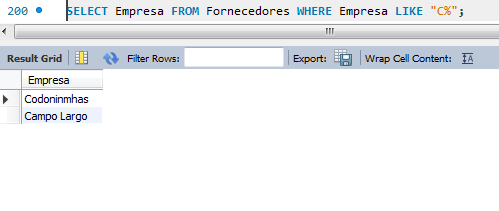 200 SELECT Empresa FROM Fornecedores WHERE Empresa LIKE "C%";
Result Grid Filter Rows: Export: Wrap Cell Content:
Empresa
Codoninmhas
Campo Largo